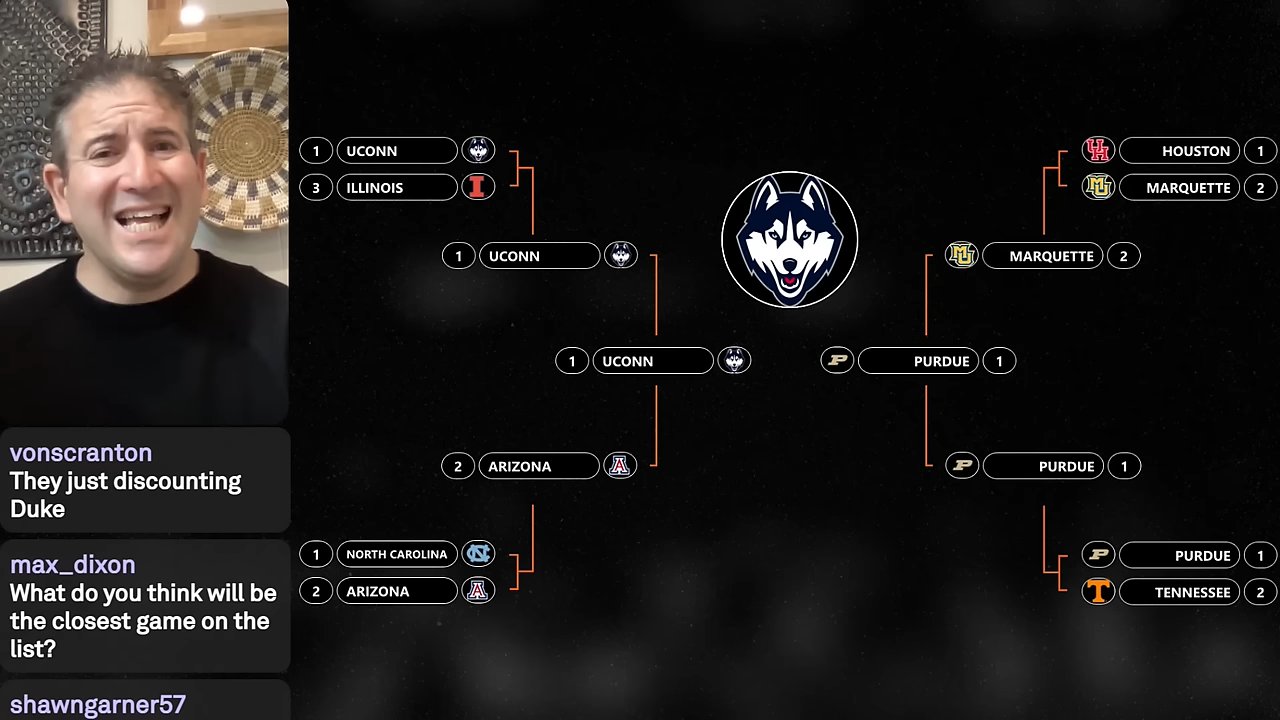 1 UCONN
3 ILLINOIS
1 UCONN
1 UCONN
2 ARIZONA
1 NORTH CAROLINA
2 ARIZONA
HOUSTON 1
MARQUETTE 2
MARQUETTE 2
PURDUE 1
PURDUE 1
PURDUE 1
TENNESSEE 2
vonscranton
They just discounting
Duke
max_dixon
What do you think will be
the closest game on the
list?
shawngarner57